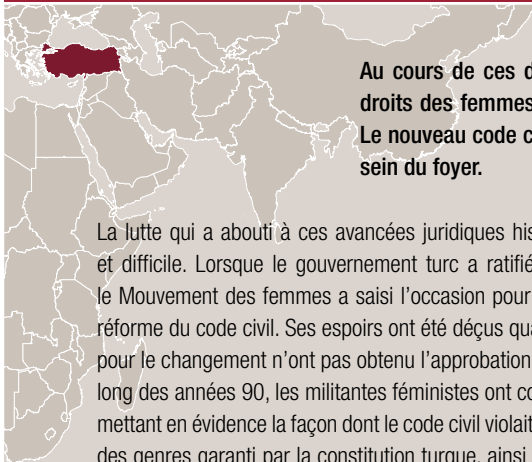 Au cours de ces d
droits des femmes
Le nouveau code c
sein du foyer.
La lutte qui a abouti à ces avancées juridiques his
et difficile. Lorsque le gouvernement turc a ratifié
le Mouvement des femmes a saisi l’occasion pour
réforme du code civil. Ses espoirs ont été déçus qua
pour le changement n’ont pas obtenu l’approbation
long des années 90, les militantes féministes ont co
mettant en évidence la façon dont le code civil violait
des genres garanti par la constitution turque, ainsi